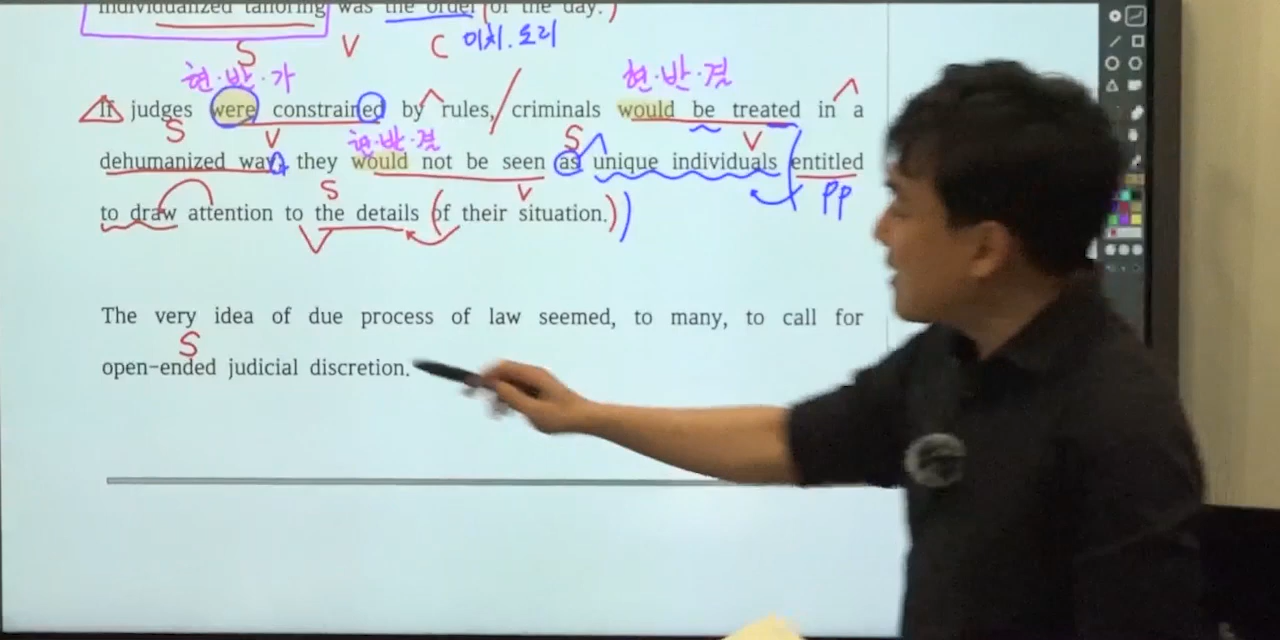 individualized tailoring was the order (of the day.)
S V C 이치.도리
현·반·가 현·반·결
If judges were constrained by rules, / criminals would be treated in a
S V 현·반·결 S V
dehumanized way, they would not be seen as unique individuals (entitled
S V PP
to draw attention to the details (of their situation.))
The very idea of due process of law seemed, to many, to call for
S
open-ended judicial discretion.